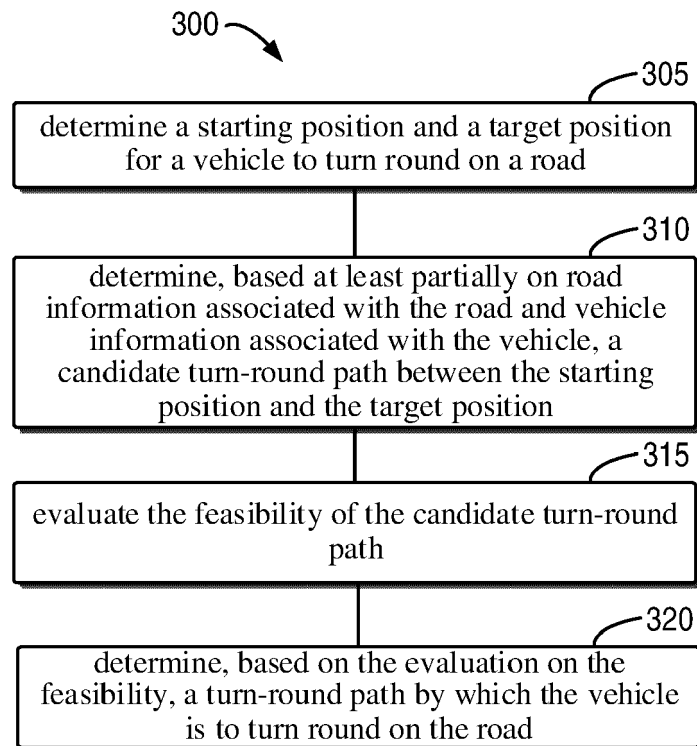 300
305
determine a starting position and a target position
for a vehicle to turn round on a road
310
determine, based at least partially on road
information associated with the road and vehicle
information associated with the vehicle, a
candidate turn-round path between the starting
position and the target position
315
evaluate the feasibility of the candidate turn-round
path
320
determine, based on the evaluation on the
feasibility, a turn-round path by which the vehicle
is to turn round on the road